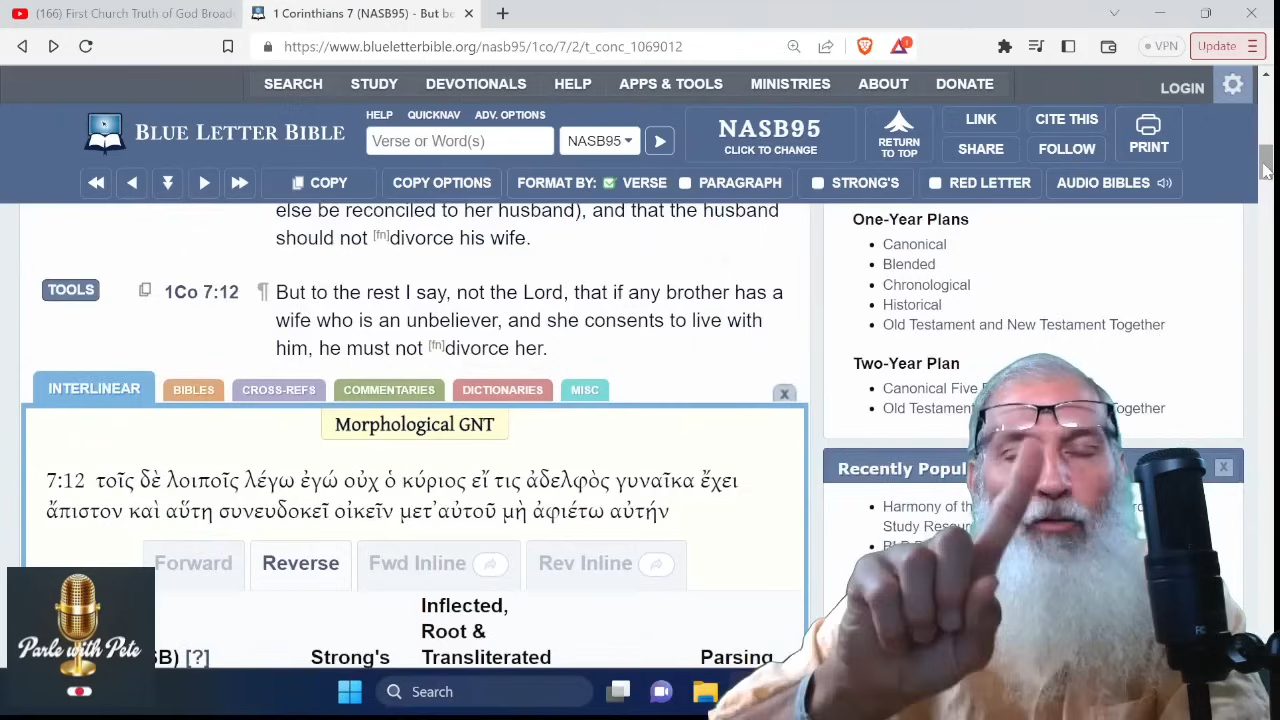 (166) First Church Truth of God Broad
1 Corinthians 7 (NASB95) - But be
https://www.blueletterbible.org/nasb95/1co/7/2/t_conc_1069012
VPN
Update
SEARCH STUDY DEVOTIONALS HELP APPS & TOOLS MINISTRIES ABOUT DONATE
LOGIN
BLUE LETTER BIBLE
HELP QUICKNAV ADV. OPTIONS
Verse or Word(s)
NASB95
NASB95
CLICK TO CHANGE
RETURN
TO TOP
LINK
CITE THIS
SHARE
FOLLOW
PRINT
COPY
COPY OPTIONS
FORMAT BY: VERSE PARAGRAPH
STRONG'S
RED LETTER
AUDIO BIBLES
else be reconciled to her husband), and that the husband
should not [fn]divorce his wife.
TOOLS
1Co 7:12
¶ But to the rest I say, not the Lord, that if any brother has a
wife who is an unbeliever, and she consents to live with
him, he must not [fn]divorce her.
INTERLINEAR BIBLES CROSS-REFS COMMENTARIES DICTIONARIES MISC
x
Morphological GNT
7:12 τοῖς δὲ λοιποῖς λέγω ἐγώ οὐχ ὁ κύριος εἴ τις ἀδελφὸς γυναῖκα ἔχει
ἄπιστον καὶ αὕτη συνευδοκεῖ οἰκεῖν μετ᾽αὐτοῦ μὴ ἀφιέτω αὐτήν
Forward Reverse Fwd Inline Rev Inline
Inflected,
Root &
SB) [?] Strong's Transliterated Parsing
One-Year Plans
• Canonical
• Blended
• Chronological
• Historical
• Old Testament and New Testament Together
Two-Year Plan
• Canonical Five
• Old Testament Together
Recently Popul
x
• Harmony of the
Study Resour
Parle with Pete
Search